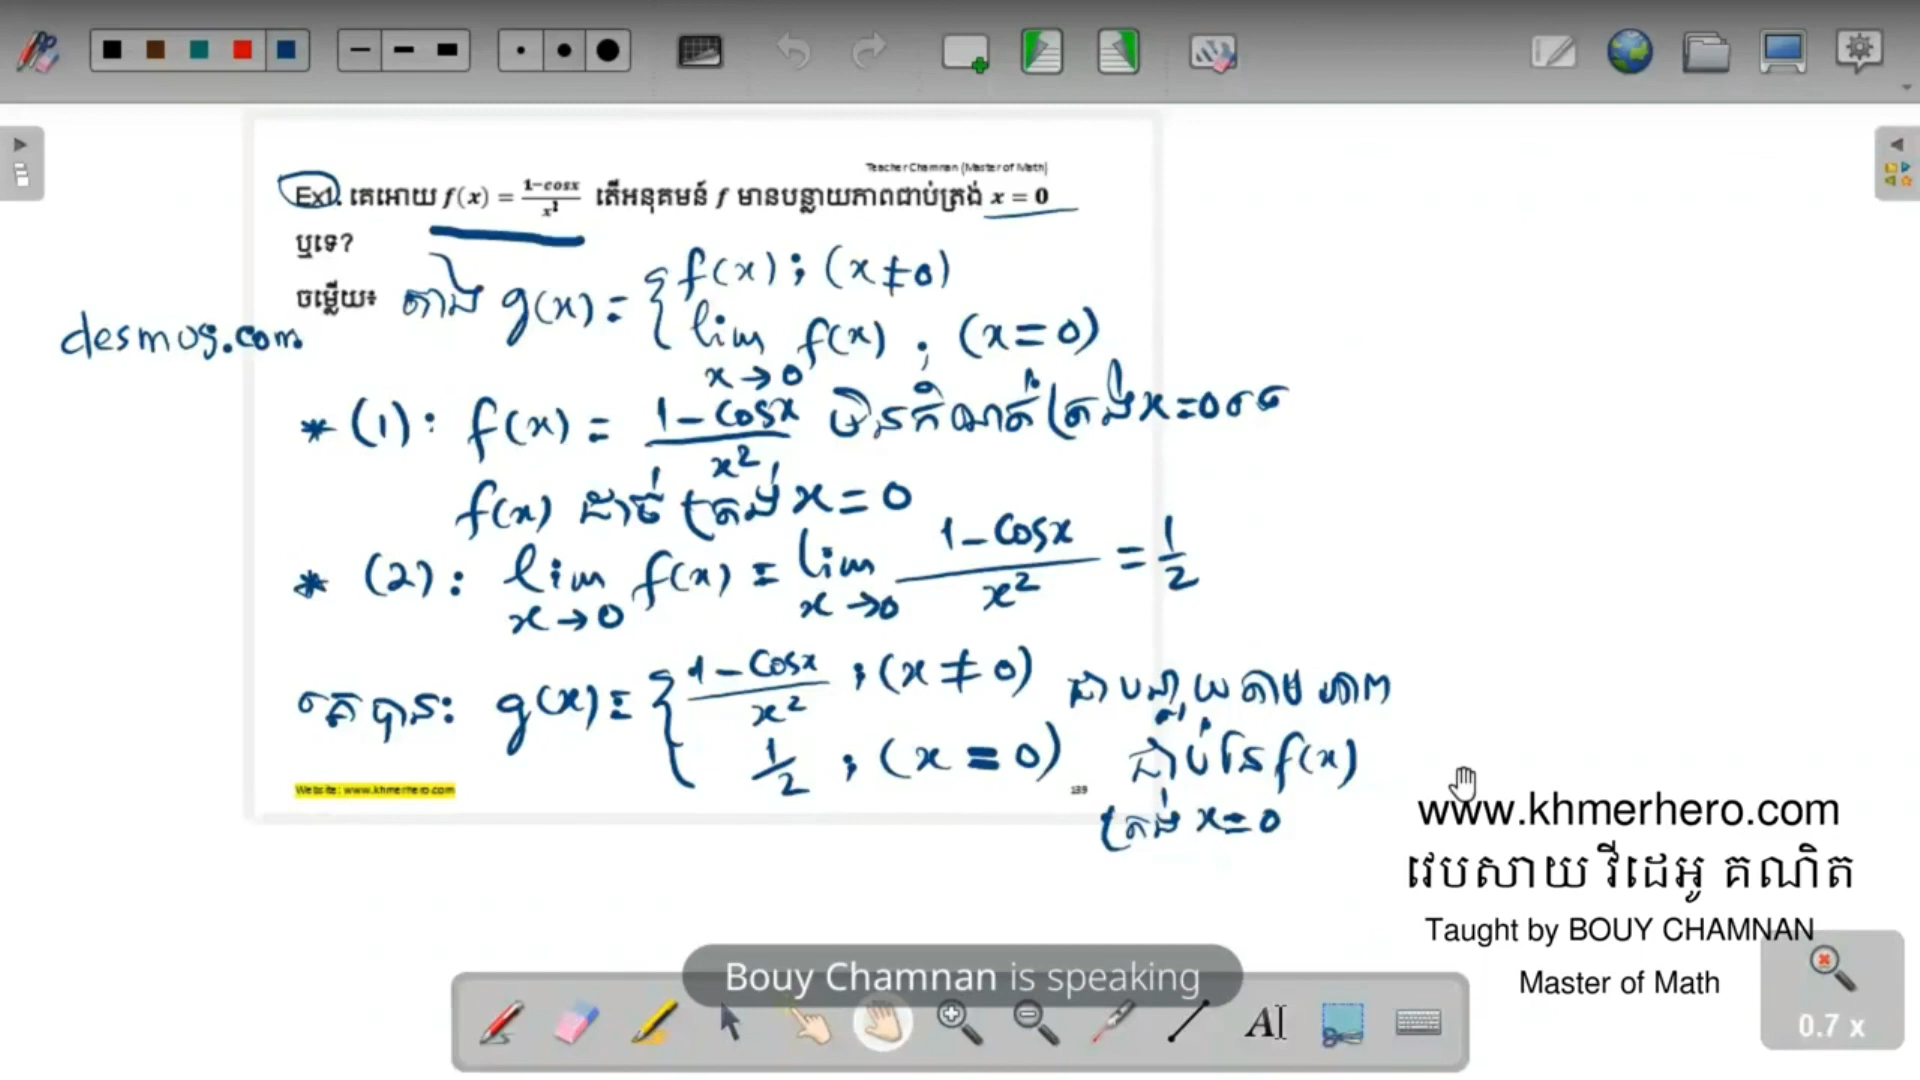 Teacher Chamnan (Master of Math)
Ex1. គេអោយ f(x) = 1−cosx / x² តើអនុគមន៍ f មានបន្លាយភាពជាប់ត្រង់ x = 0
ឬទេ?
ចម្លើយ៖ តាង g(x) = { f(x) ; (x ≠ 0)
lim x→0 f(x) ; (x = 0)
desmos.com
* (1): f(x) = 1 − cosx / x² មិនកំណត់ត្រង់ x = 0
f(x) ដាច់ត្រង់ x = 0
* (2): lim x→0 f(x) = lim x→0 1 − cosx / x² = 1/2
គេបាន: g(x) = { 1 − cosx / x² ; (x ≠ 0) ជាបន្លាយតាមភាព
1/2 ; (x = 0) ជាប់នៃ f(x)
ត្រង់ x = 0
Website: www.khmerhero.com
139
www.khmerhero.com
វេបសាយ វីដេអូ គណិត
Taught by BOUY CHAMNAN
Master of Math
Bouy Chamnan is speaking
AI
0.7 x